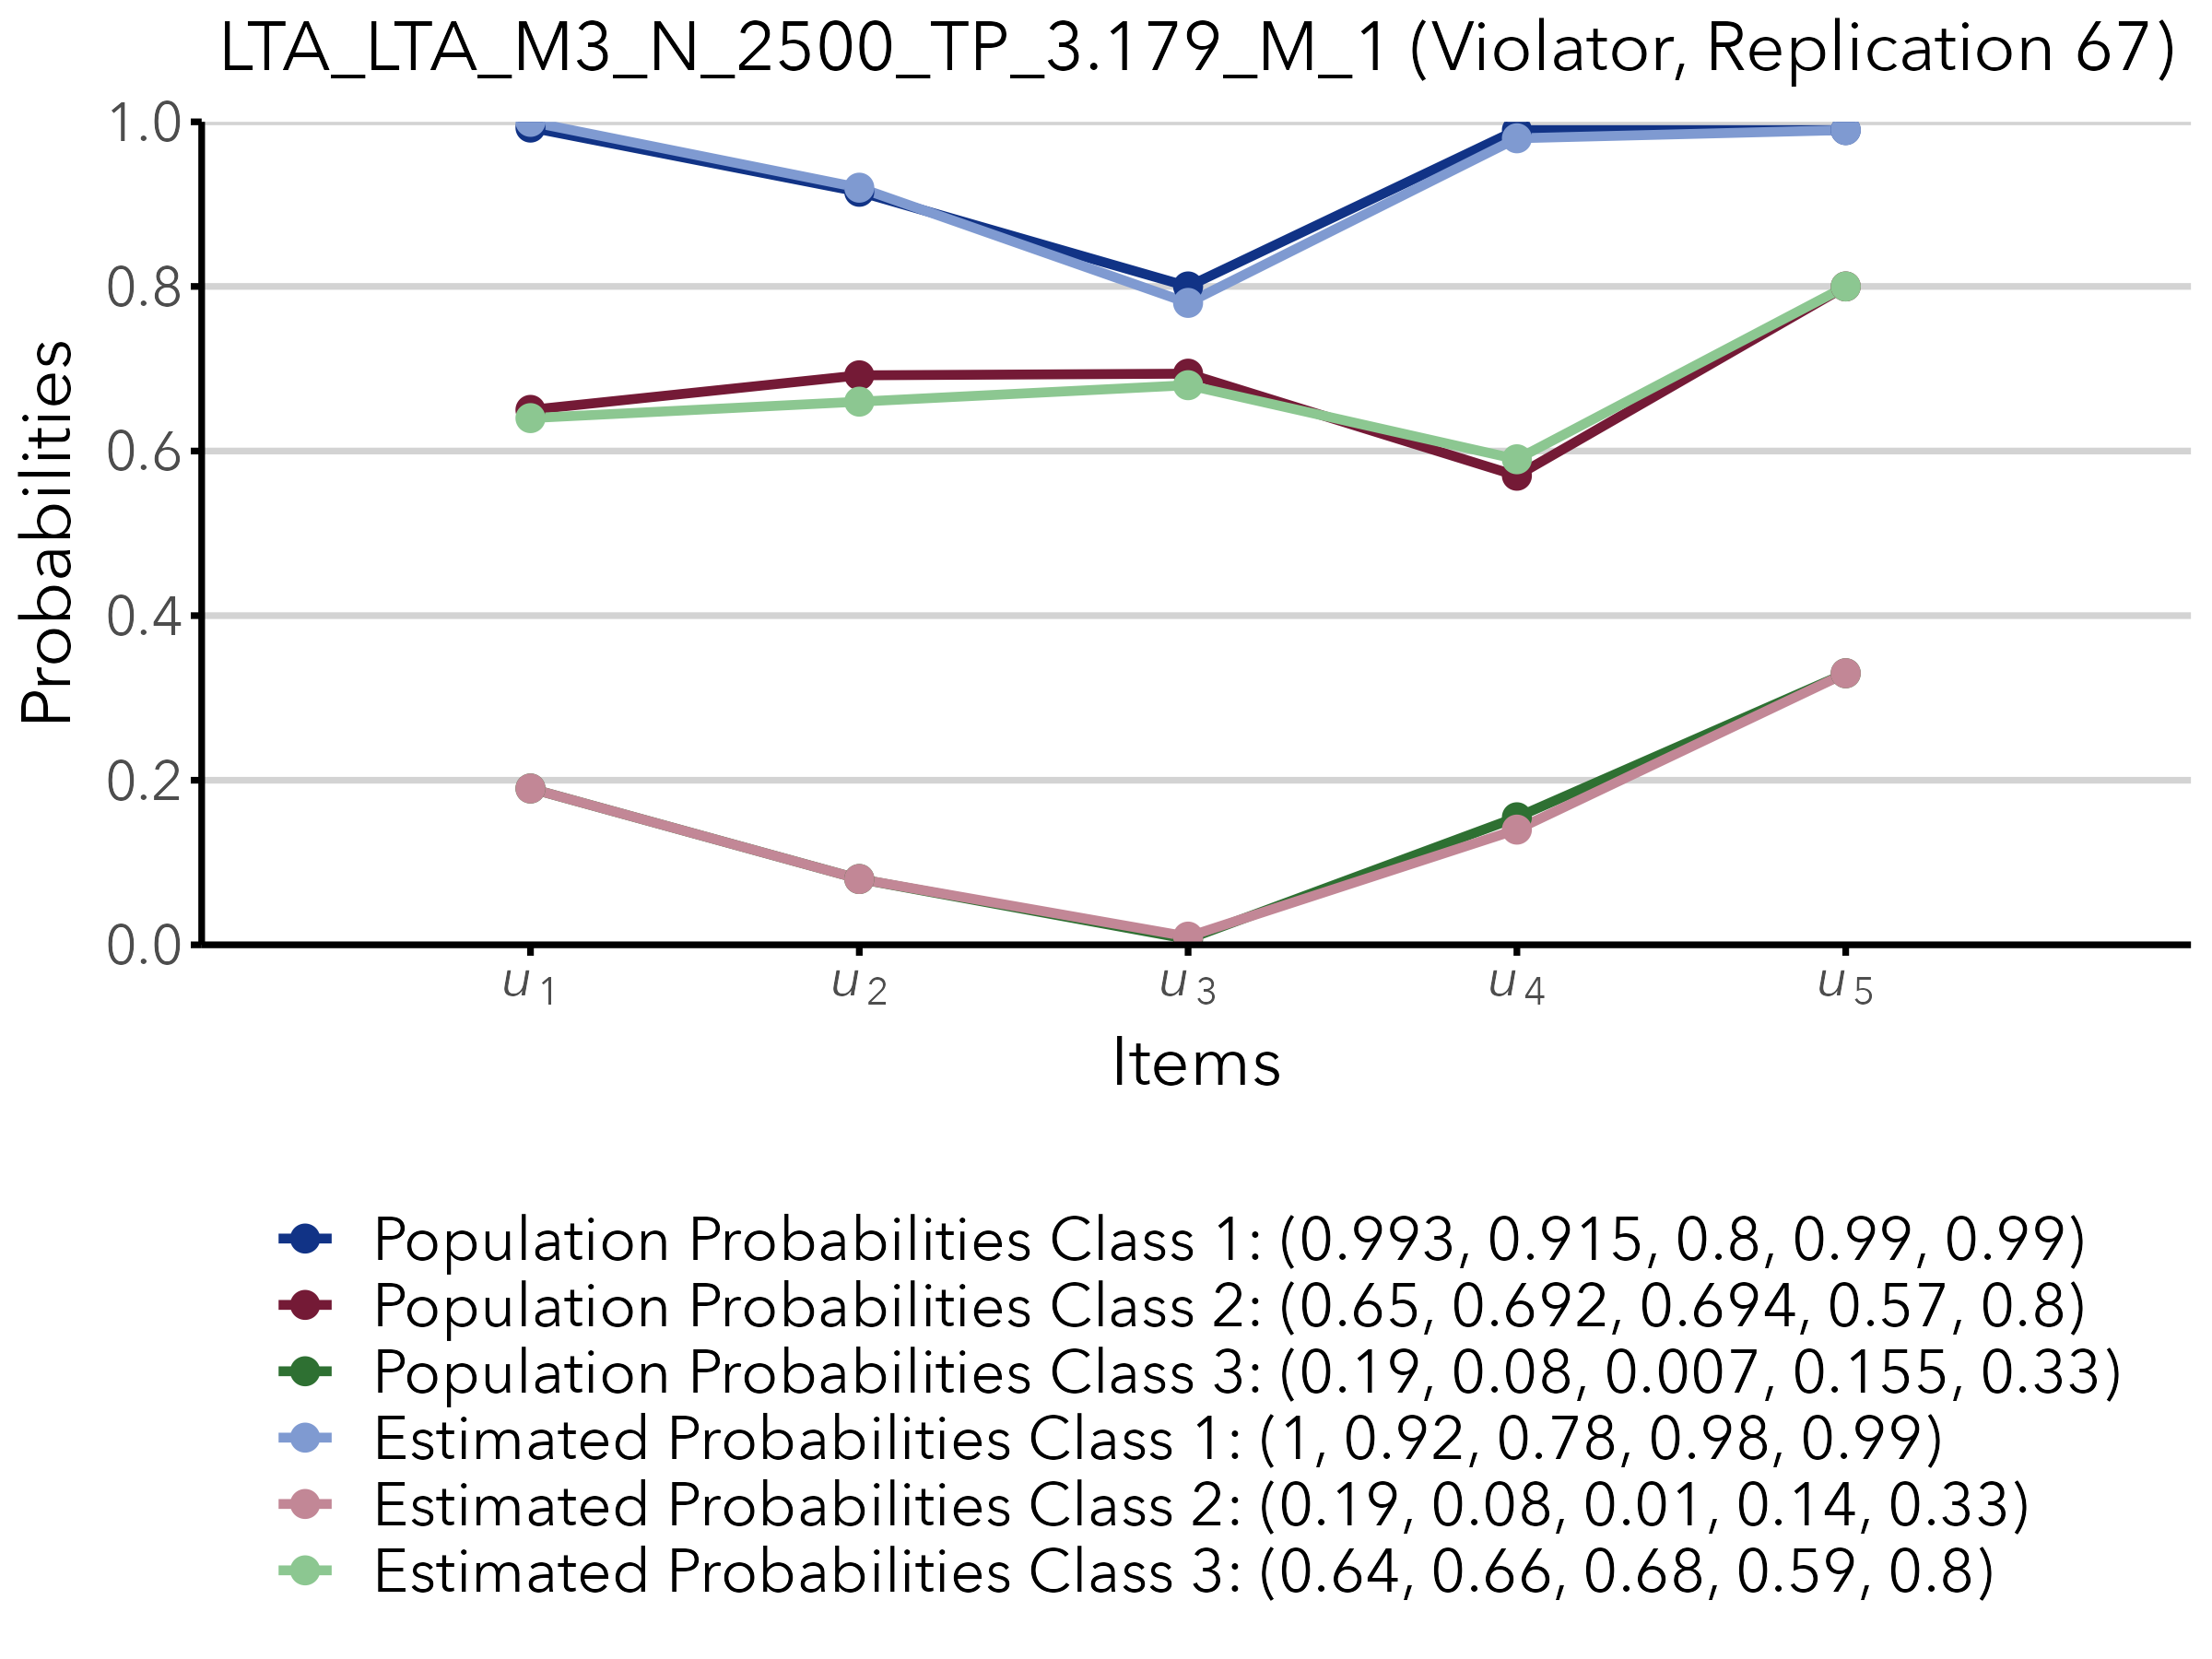 LTA_LTA_M3_N_2500_TP_3.179_M_1 (Violator, Replication 67)
1.0
0.8
0.6
0.4
0.2
0.0
Probabilities
u1
u2
u3
u4
u5
Items
Population Probabilities Class 1: (0.993, 0.915, 0.8, 0.99, 0.99)
Population Probabilities Class 2: (0.65, 0.692, 0.694, 0.57, 0.8)
Population Probabilities Class 3: (0.19, 0.08, 0.007, 0.155, 0.33)
Estimated Probabilities Class 1: (1, 0.92, 0.78, 0.98, 0.99)
Estimated Probabilities Class 2: (0.19, 0.08, 0.01, 0.14, 0.33)
Estimated Probabilities Class 3: (0.64, 0.66, 0.68, 0.59, 0.8)